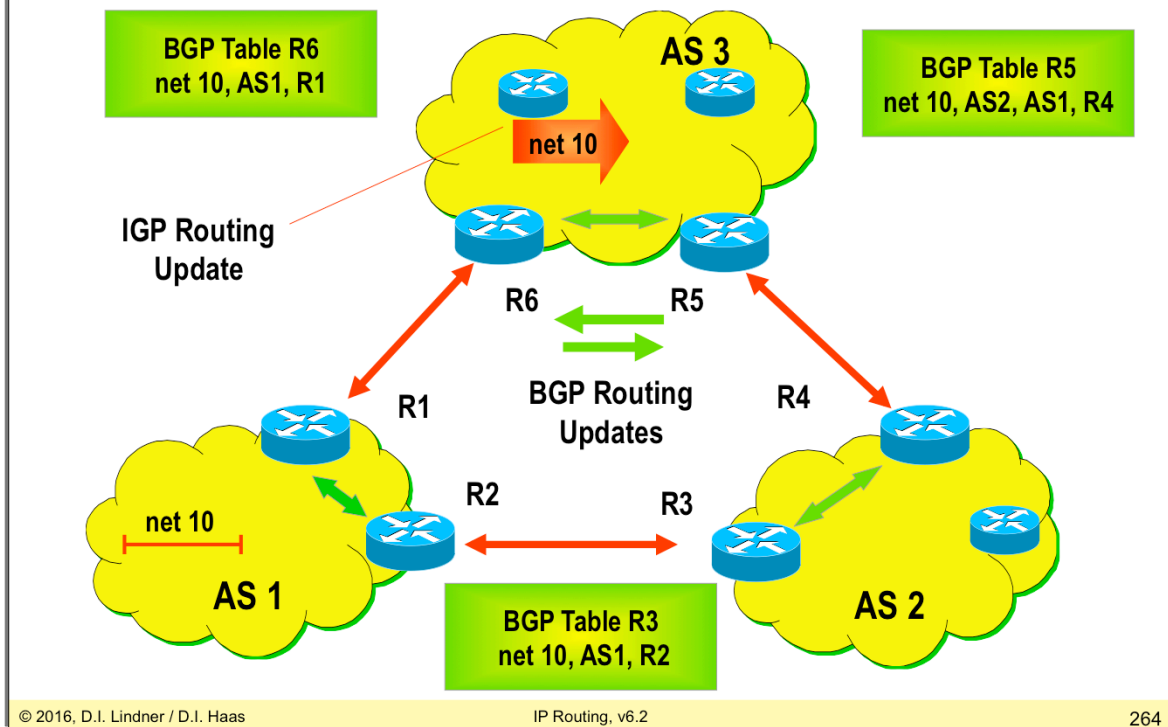 BGP Table R6
net 10, AS1, R1
AS 3
BGP Table R5
net 10, AS2, AS1, R4
net 10
IGP Routing
Update
R6
R5
BGP Routing
Updates
R1
R4
R2
R3
net 10
AS 1
AS 2
BGP Table R3
net 10, AS1, R2
© 2016, D.I. Lindner / D.I. Haas
IP Routing, v6.2
264